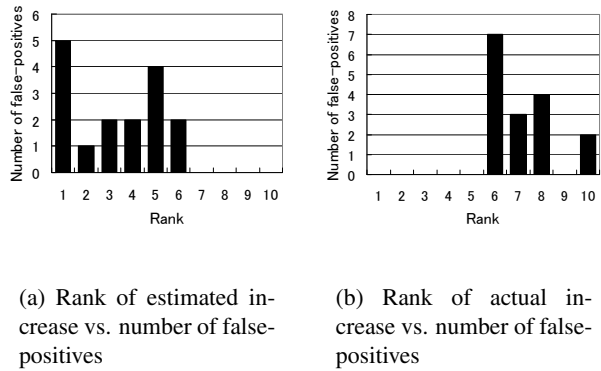 Number of false-positives
6
5
4
3
2
1
0
1 2 3 4 5 6 7 8 9 10
Rank
Number of false-positives
8
7
6
5
4
3
2
1
0
1 2 3 4 5 6 7 8 9 10
Rank
(a) Rank of estimated in-
crease vs. number of false-
positives
(b) Rank of actual in-
crease vs. number of false-
positives